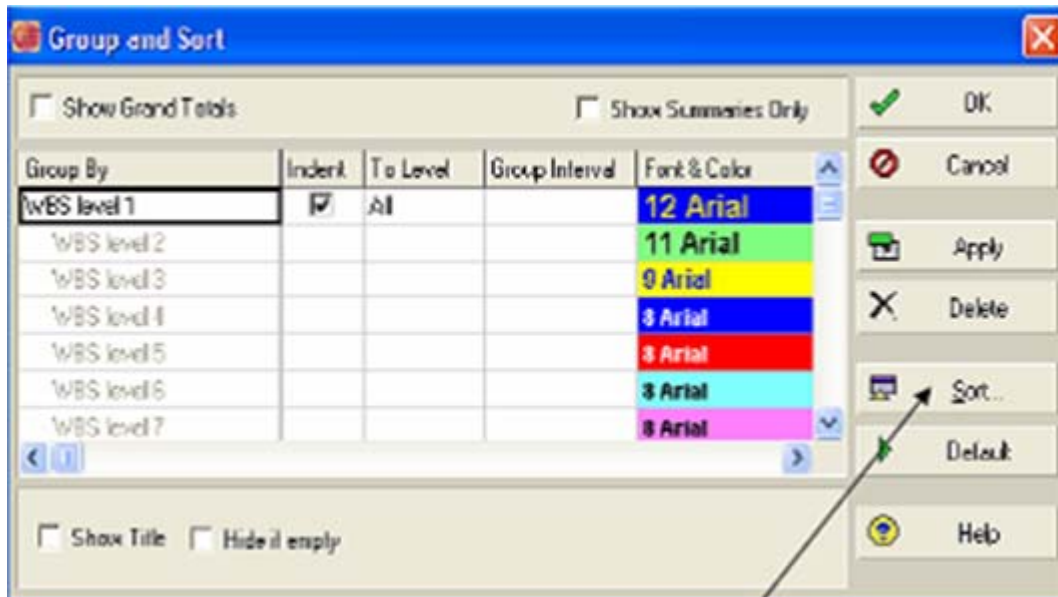 Group and Sort
Show Grand Totals
Show Summaries Only
Group By Indent To Level Group Interval Font & Color
WBS level 1 All 12 Arial
WBS level 2 11 Arial
WBS level 3 9 Arial
WBS level 4 8 Arial
WBS level 5 8 Arial
WBS level 6 8 Arial
WBS level 7 8 Arial
Show Title Hide if empty
OK
Cancel
Apply
Delete
Sort...
Default
Help